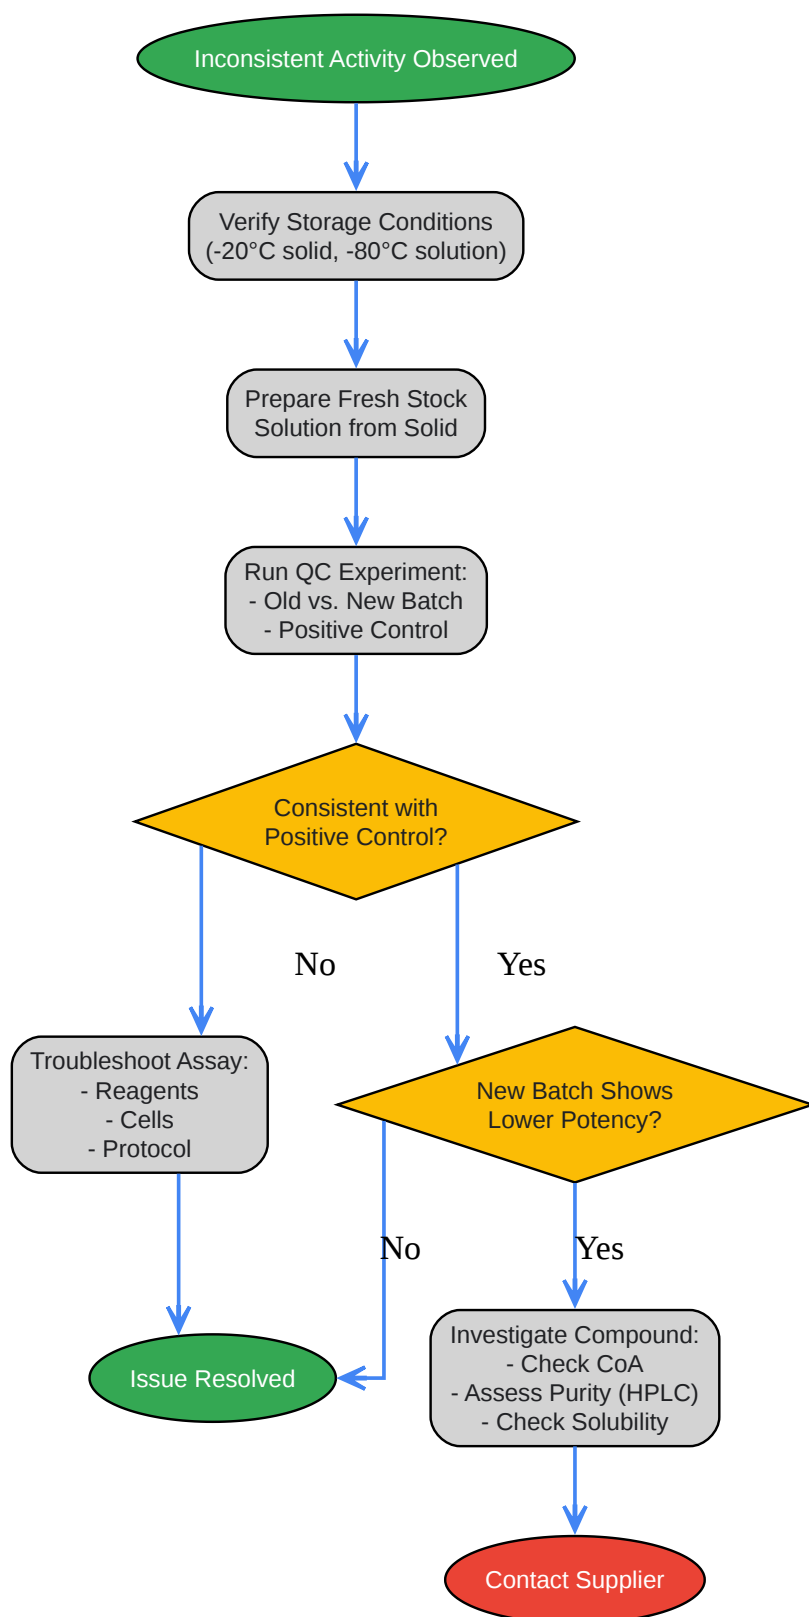 Inconsistent Activity Observed
Verify Storage Conditions
(-20°C solid, -80°C solution)
Prepare Fresh Stock
Solution from Solid
Run QC Experiment:
- Old vs. New Batch
- Positive Control
Consistent with
Positive Control?
No
Yes
Troubleshoot Assay:
- Reagents
- Cells
- Protocol
New Batch Shows
Lower Potency?
No
Yes
Issue Resolved
Investigate Compound:
- Check CoA
- Assess Purity (HPLC)
- Check Solubility
Contact Supplier